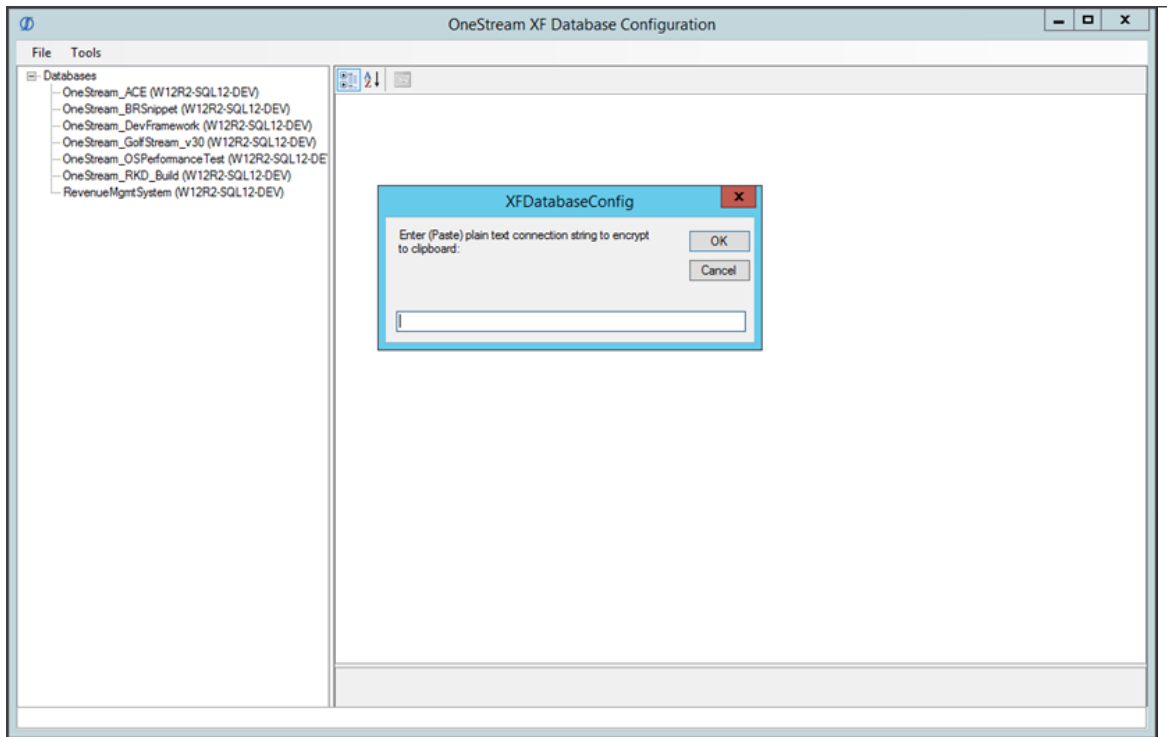 OneStream XF Database Configuration
File Tools
Databases
OneStream_ACE (W12R2-SQL12-DEV)
OneStream_BRSnippet (W12R2-SQL12-DEV)
OneStream_DevFramework (W12R2-SQL12-DEV)
OneStream_GolfStream_v30 (W12R2-SQL12-DEV)
OneStream_OSPerformanceTest (W12R2-SQL12-DE
OneStream_RKD_Build (W12R2-SQL12-DEV)
RevenueMgmtSystem (W12R2-SQL12-DEV)
XFDatabaseConfig
Enter (Paste) plain text connection string to encrypt
to clipboard:
OK
Cancel